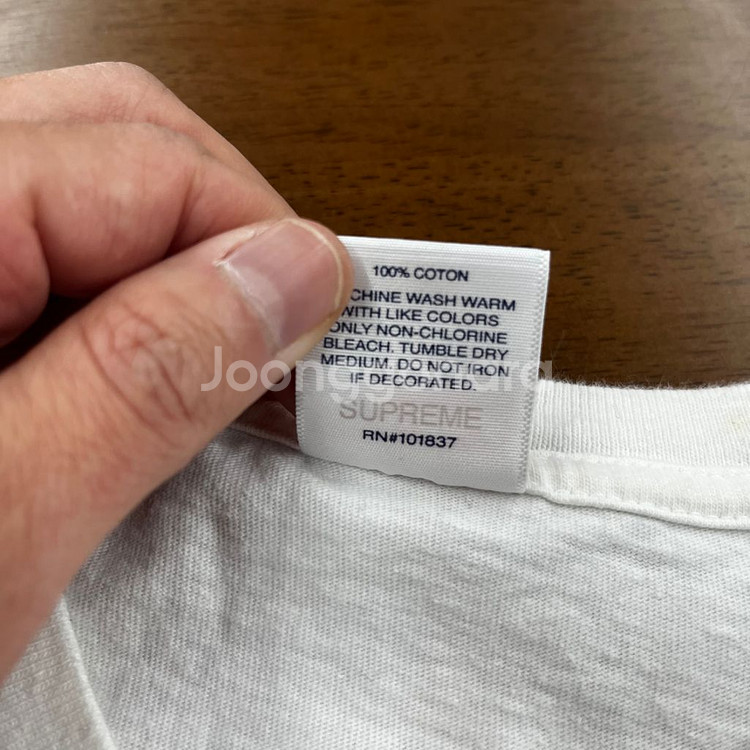 100% COTON
CHINE WASH WARM
WITH LIKE COLORS
ONLY NON-CHLORINE
BLEACH. TUMBLE DRY
MEDIUM. DO NOT IRON
IF DECORATED.
SUPREME
RN#101837